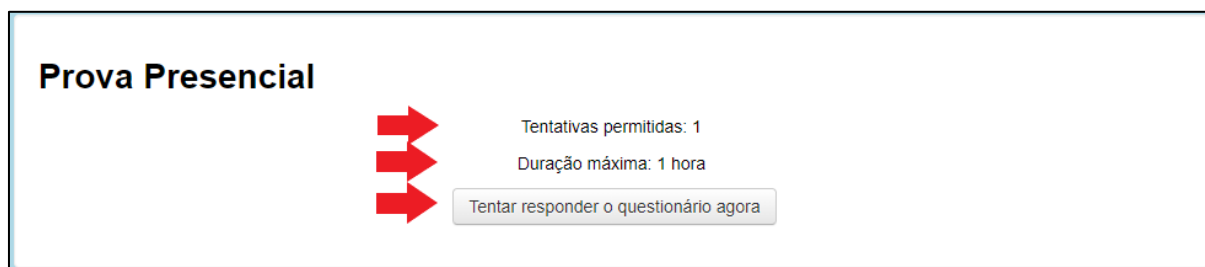 Prova Presencial
Tentativas permitidas: 1
Duração máxima: 1 hora
Tentar responder o questionário agora